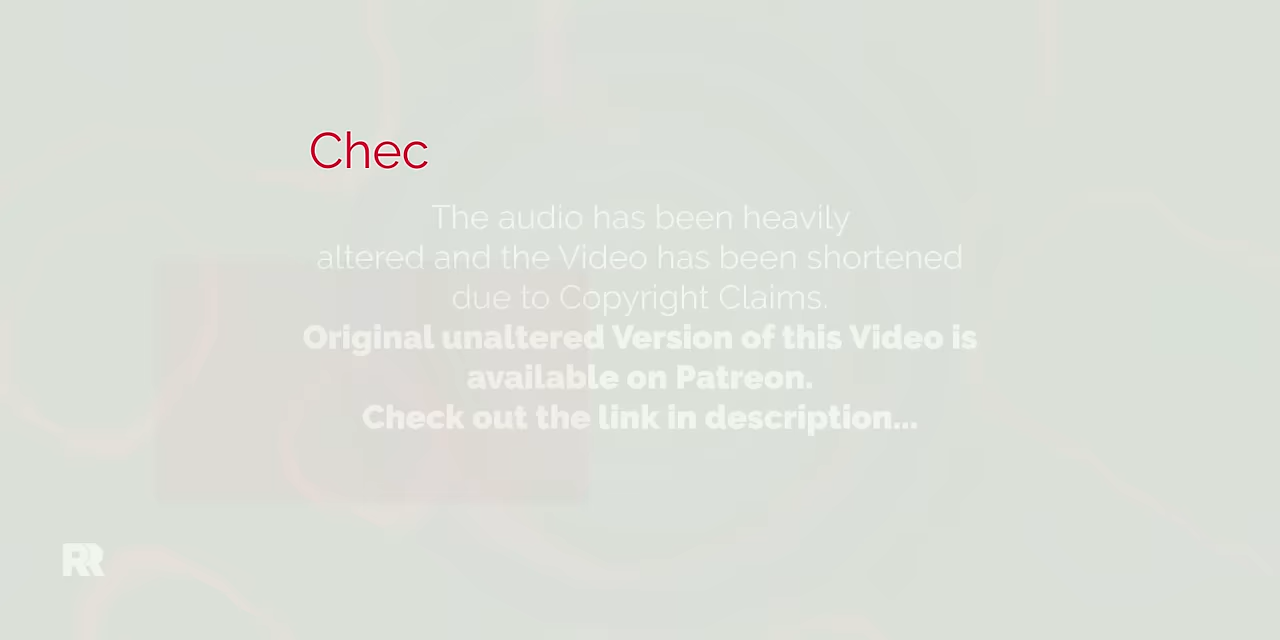 Chec
The audio has been heavily
altered and the Video has been shortened
due to Copyright Claims.
Original unaltered Version of this Video is
available on Patreon.
Check out the link in description...
RR